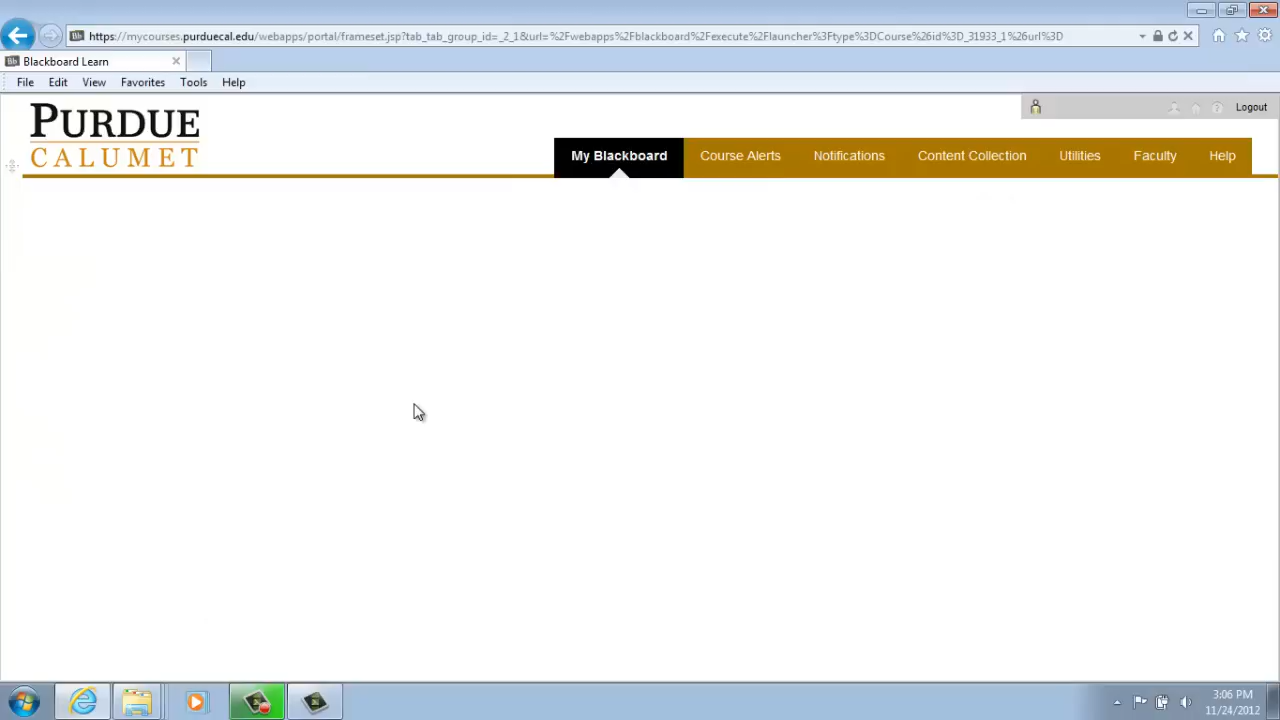 https://mycourses.purduecal.edu/webapps/portal/frameset.jsp?tab_tab_group_id=_2_1&url=%2Fwebapps%2Fblackboard%2Fexecute%2Flauncher%3Ftype%3DCourse%26id%3D_31933_1%26url%3D
Blackboard Learn
File Edit View Favorites Tools Help
Logout
PURDUE
CALUMET
My Blackboard Course Alerts Notifications Content Collection Utilities Faculty Help
3:06 PM
11/24/2012